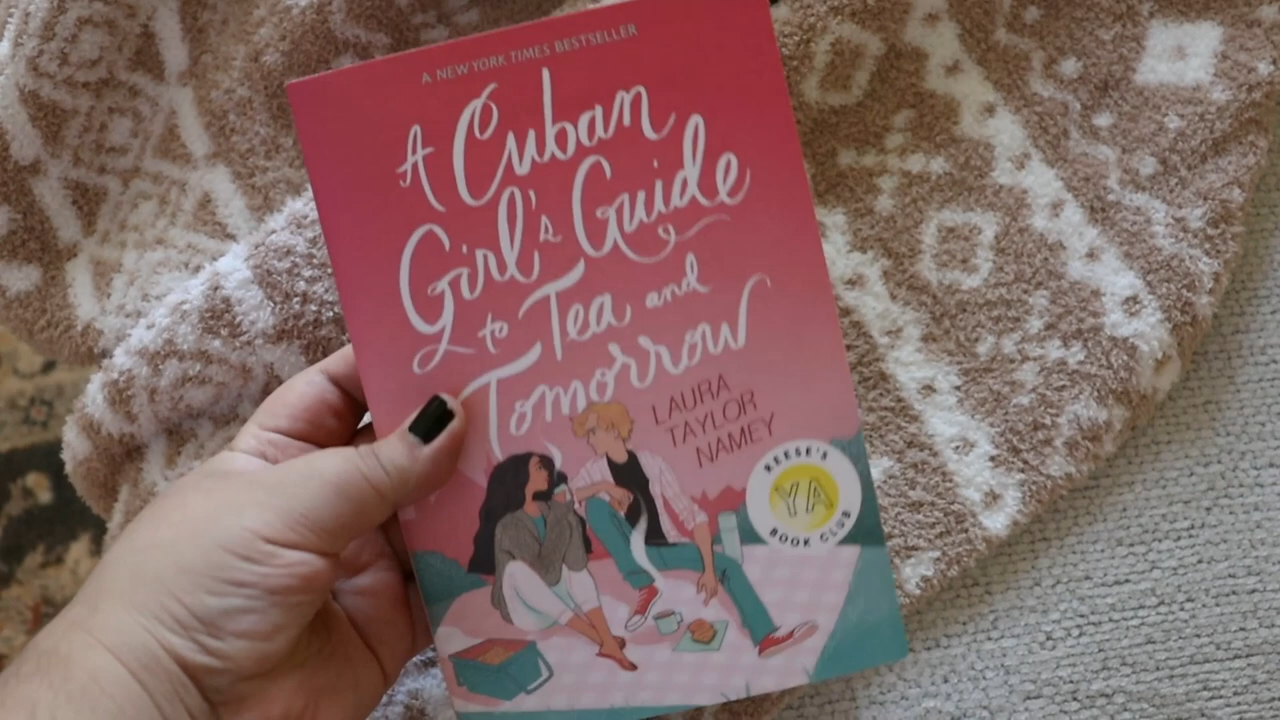 A NEW YORK TIMES BESTSELLER
A Cuban
Girl's Guide
to Tea and
Tomorrow
LAURA
TAYLOR
NAMEY
REESE'S
YA
BOOK CLUB